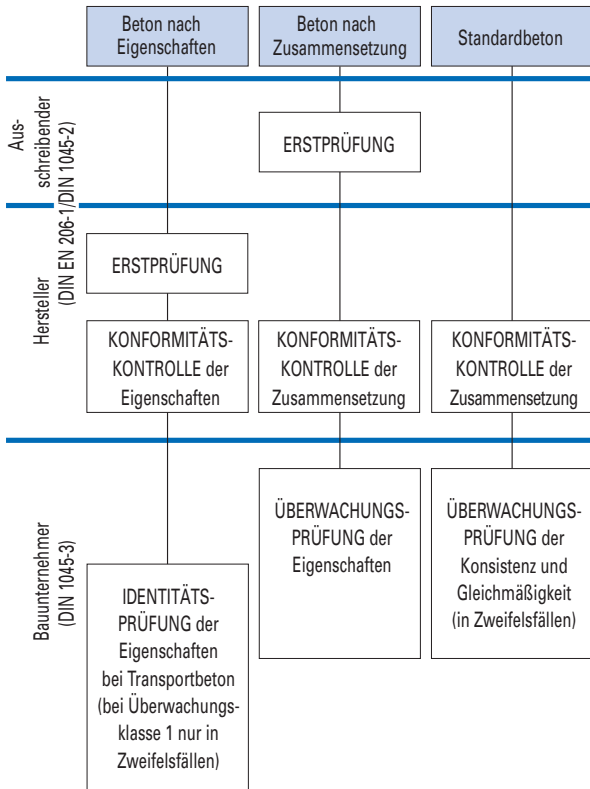 Beton nach
Eigenschaften
Beton nach
Zusammensetzung
Standardbeton
Aus-
schreibender
(DIN EN 206-1/DIN 1045-2)
ERSTPRÜFUNG
Hersteller
ERSTPRÜFUNG
KONFORMITÄTS-
KONTROLLE der
Eigenschaften
KONFORMITÄTS-
KONTROLLE der
Zusammensetzung
KONFORMITÄTS-
KONTROLLE der
Zusammensetzung
Bauunternehmer
(DIN 1045-3)
IDENTITÄTS-
PRÜFUNG der
Eigenschaften
bei Transportbeton
(bei Überwachungs-
klasse 1 nur in
Zweifelsfällen)
ÜBERWACHUNGS-
PRÜFUNG der
Eigenschaften
ÜBERWACHUNGS-
PRÜFUNG der
Konsistenz und
Gleichmäßigkeit
(in Zweifelsfällen)